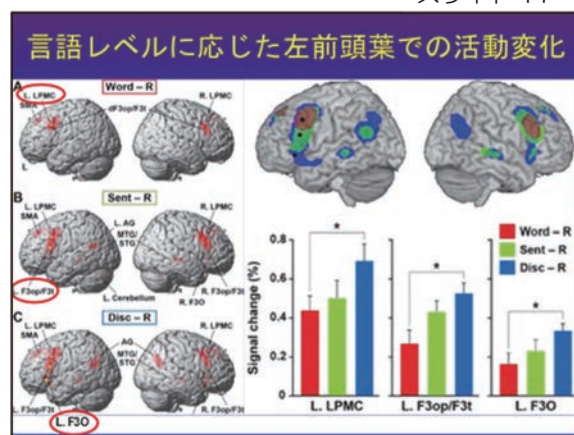 言語レベルに応じた左前頭葉での活動変化
A
Word – R
L. LPMC
SMA
dF3op/F3t
R. LPMC
L
B
Sent – R
L. LPMC
SMA
L. AG
MTG/
STG
R. LPMC
L. F3op/F3t
L. Cerebellum
R. F3O
R. F3op/F3t
C
Disc – R
L. LPMC
SMA
AG
MTG/
STG
R. LPMC
L. F3op/F3t
L. F3O
R. F3op/F3t
Signal change (%)
0.8
0.6
0.4
0.2
0
*
*
*
Word – R
Sent – R
Disc – R
L. LPMC
L. F3op/F3t
L. F3O